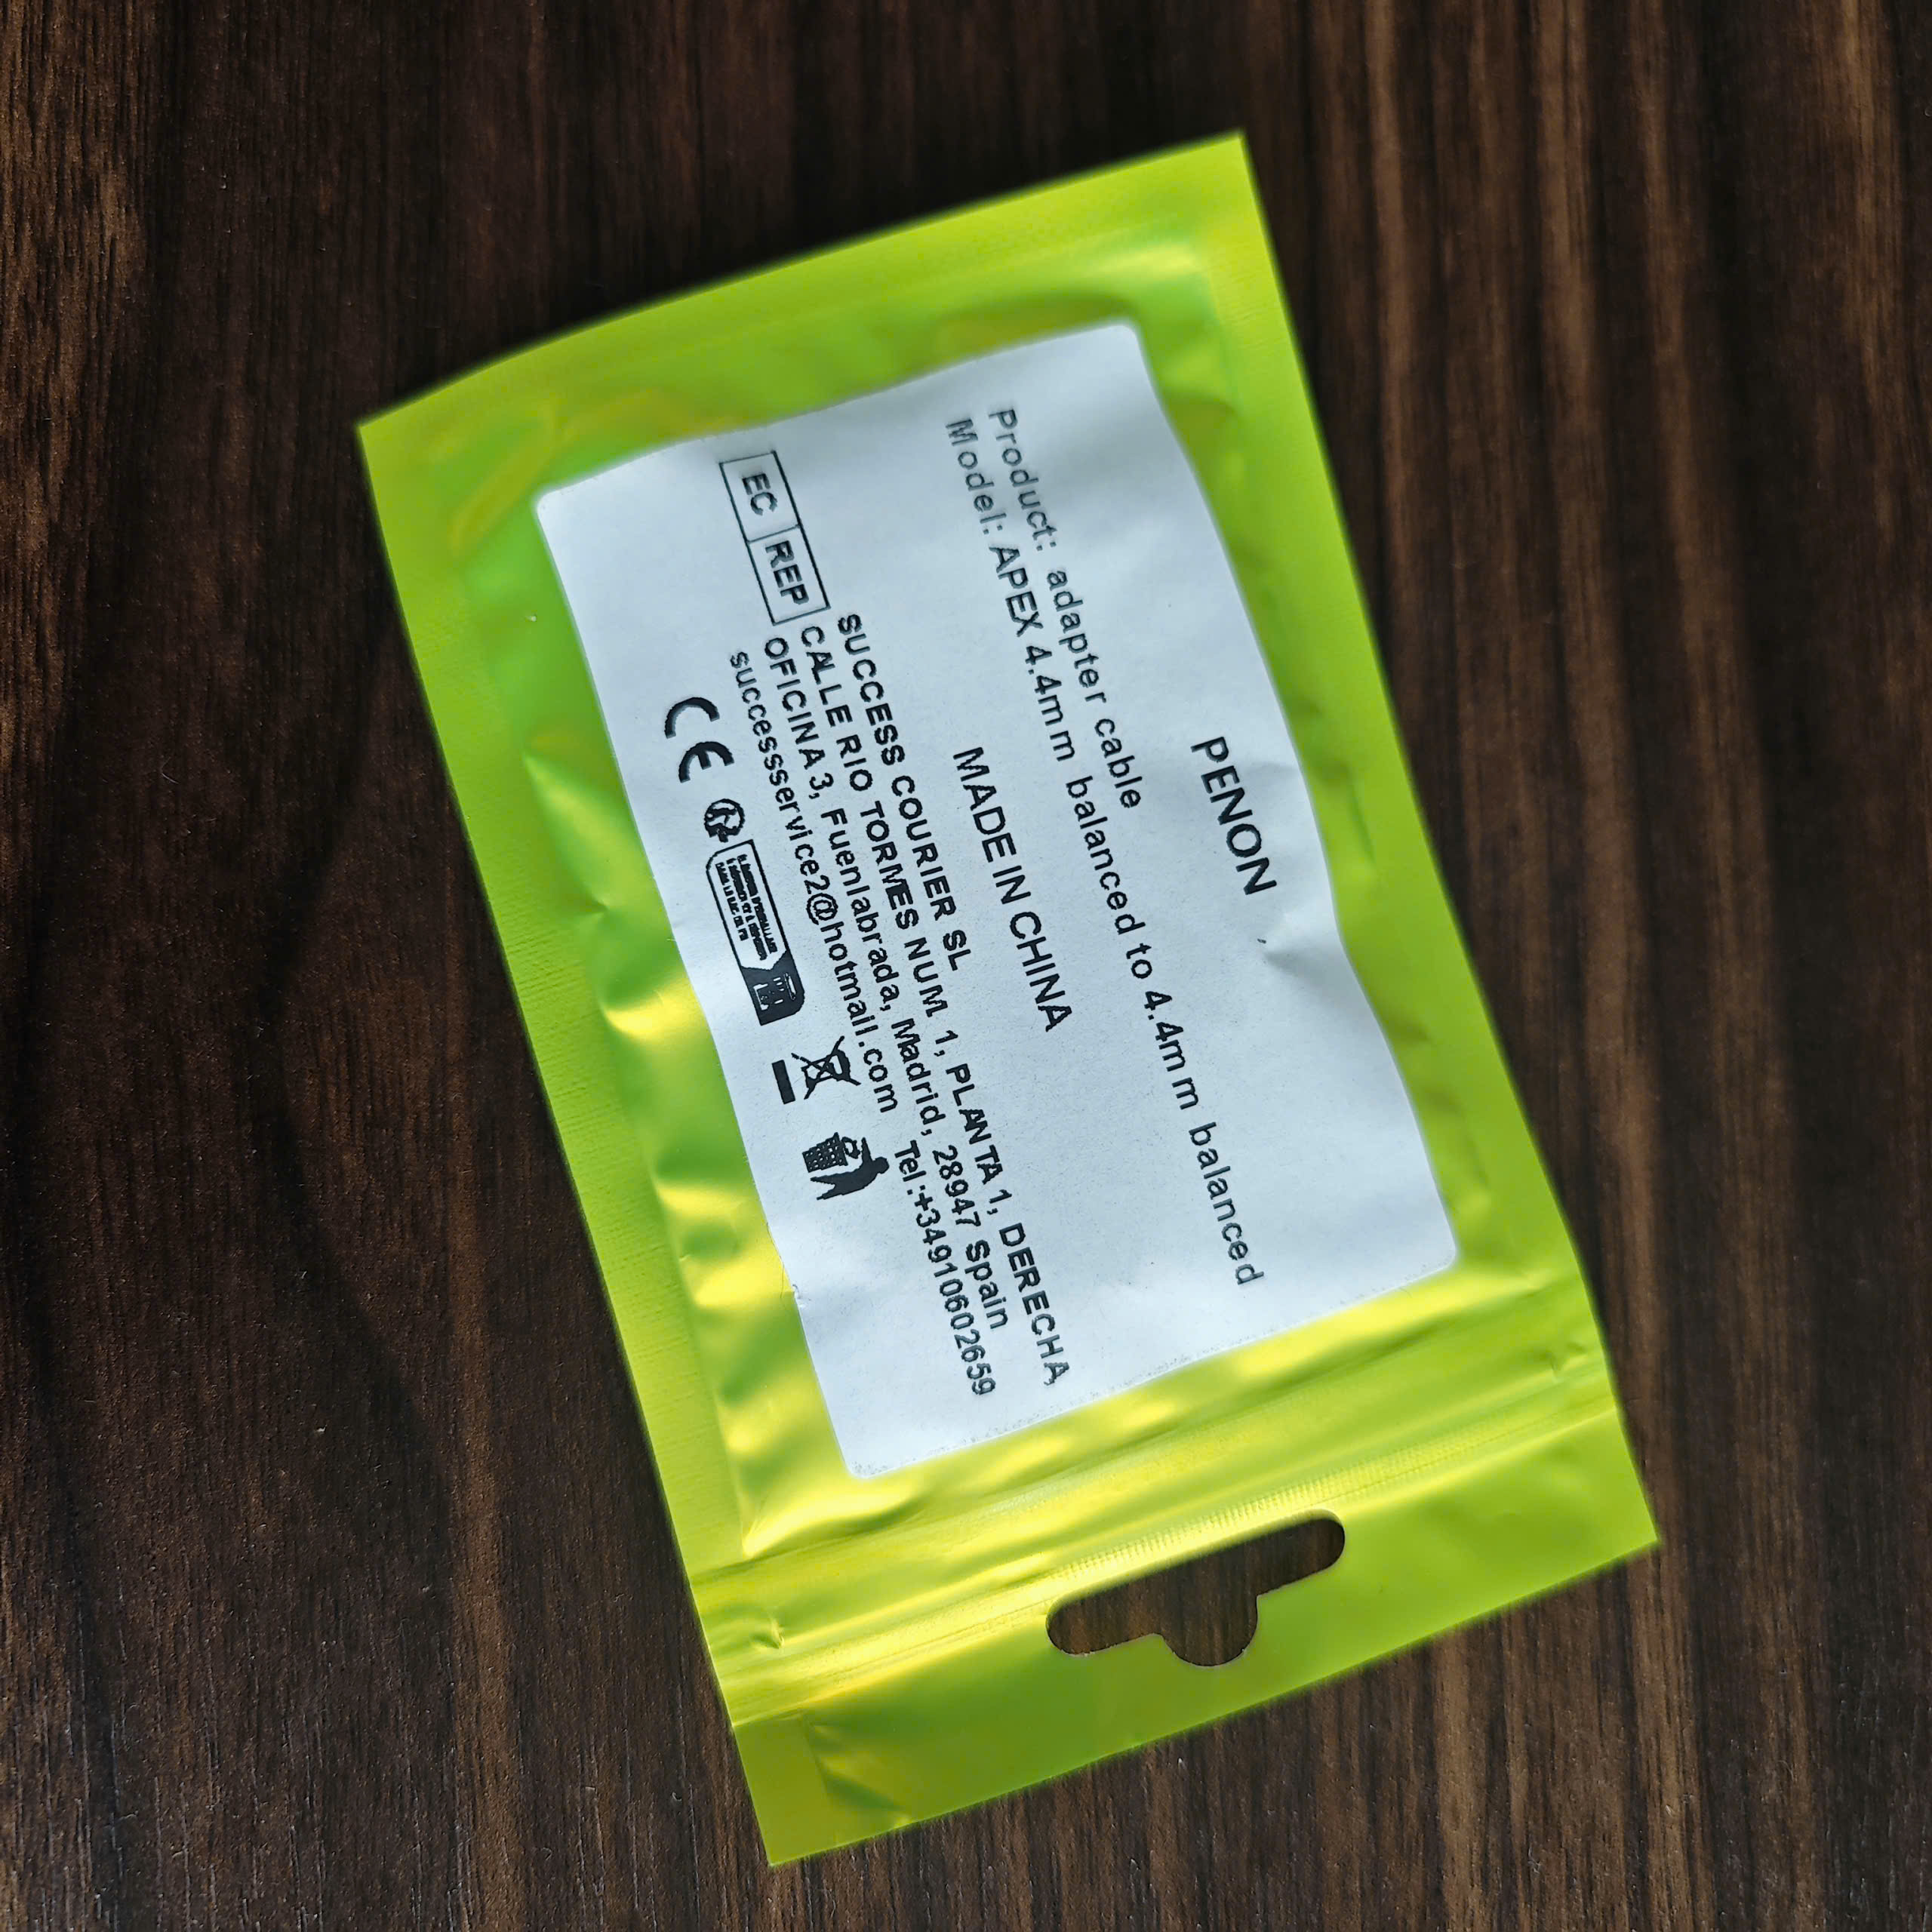 PENON
Product: adapter cable
Model: APEX 4.4mm balanced to 4.4mm balanced
MADE IN CHINA
SUCCESS COURIER SL
EC REP CALLE RIO TORMES NUM. 1, PLANTA 1, DERECHA,
OFICINA 3, Fuenlabrada, Madrid, 28947 Spain
successservice2@hotmail.com Tel:+34910602659
CE